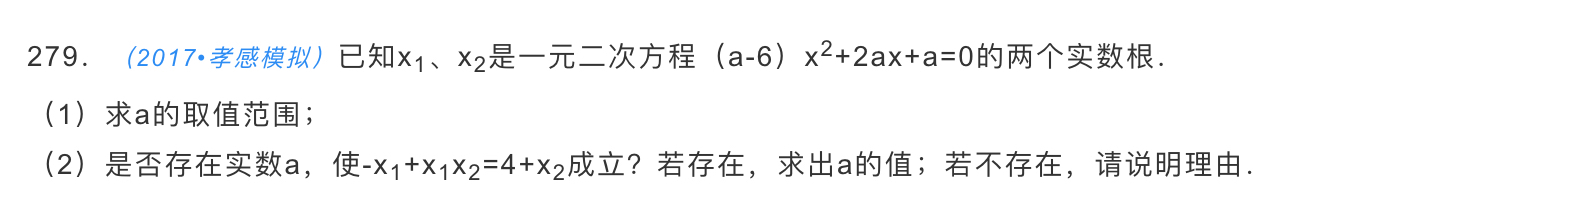 279. （2017•孝感模拟）已知x₁、x₂是一元二次方程（a-6）x²+2ax+a=0的两个实数根.
（1）求a的取值范围；
（2）是否存在实数a，使-x₁+x₁x₂=4+x₂成立？若存在，求出a的值；若不存在，请说明理由.